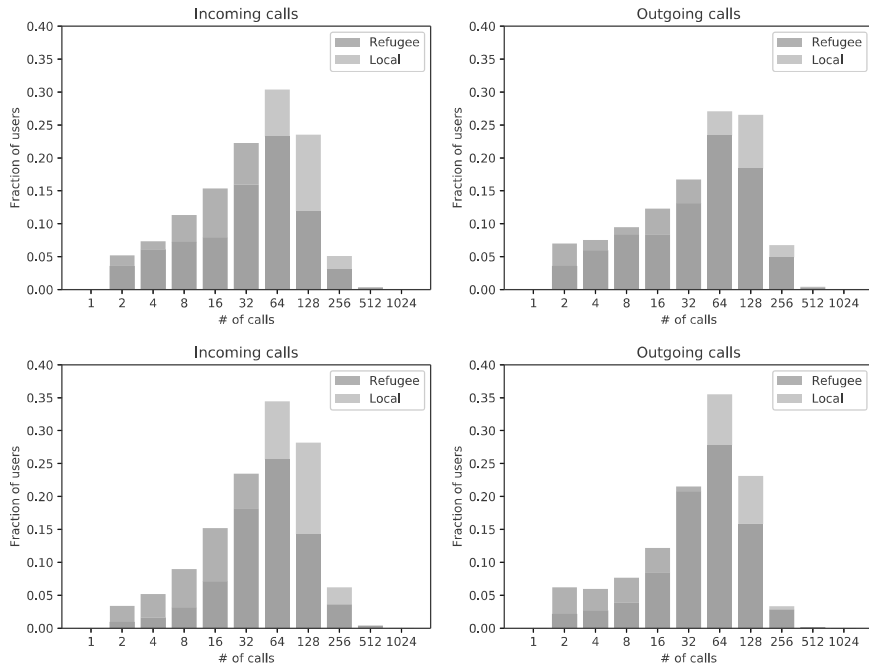 Incoming calls
0.40
0.35
0.30
0.25
0.20
0.15
0.10
0.05
0.00
Fraction of users
Refugee
Local
1 2 4 8 16 32 64 128 256 512 1024
# of calls
Outgoing calls
0.40
0.35
0.30
0.25
0.20
0.15
0.10
0.05
0.00
Fraction of users
Refugee
Local
1 2 4 8 16 32 64 128 256 512 1024
# of calls
Incoming calls
0.40
0.35
0.30
0.25
0.20
0.15
0.10
0.05
0.00
Fraction of users
Refugee
Local
1 2 4 8 16 32 64 128 256 512 1024
# of calls
Outgoing calls
0.40
0.35
0.30
0.25
0.20
0.15
0.10
0.05
0.00
Fraction of users
Refugee
Local
1 2 4 8 16 32 64 128 256 512 1024
# of calls